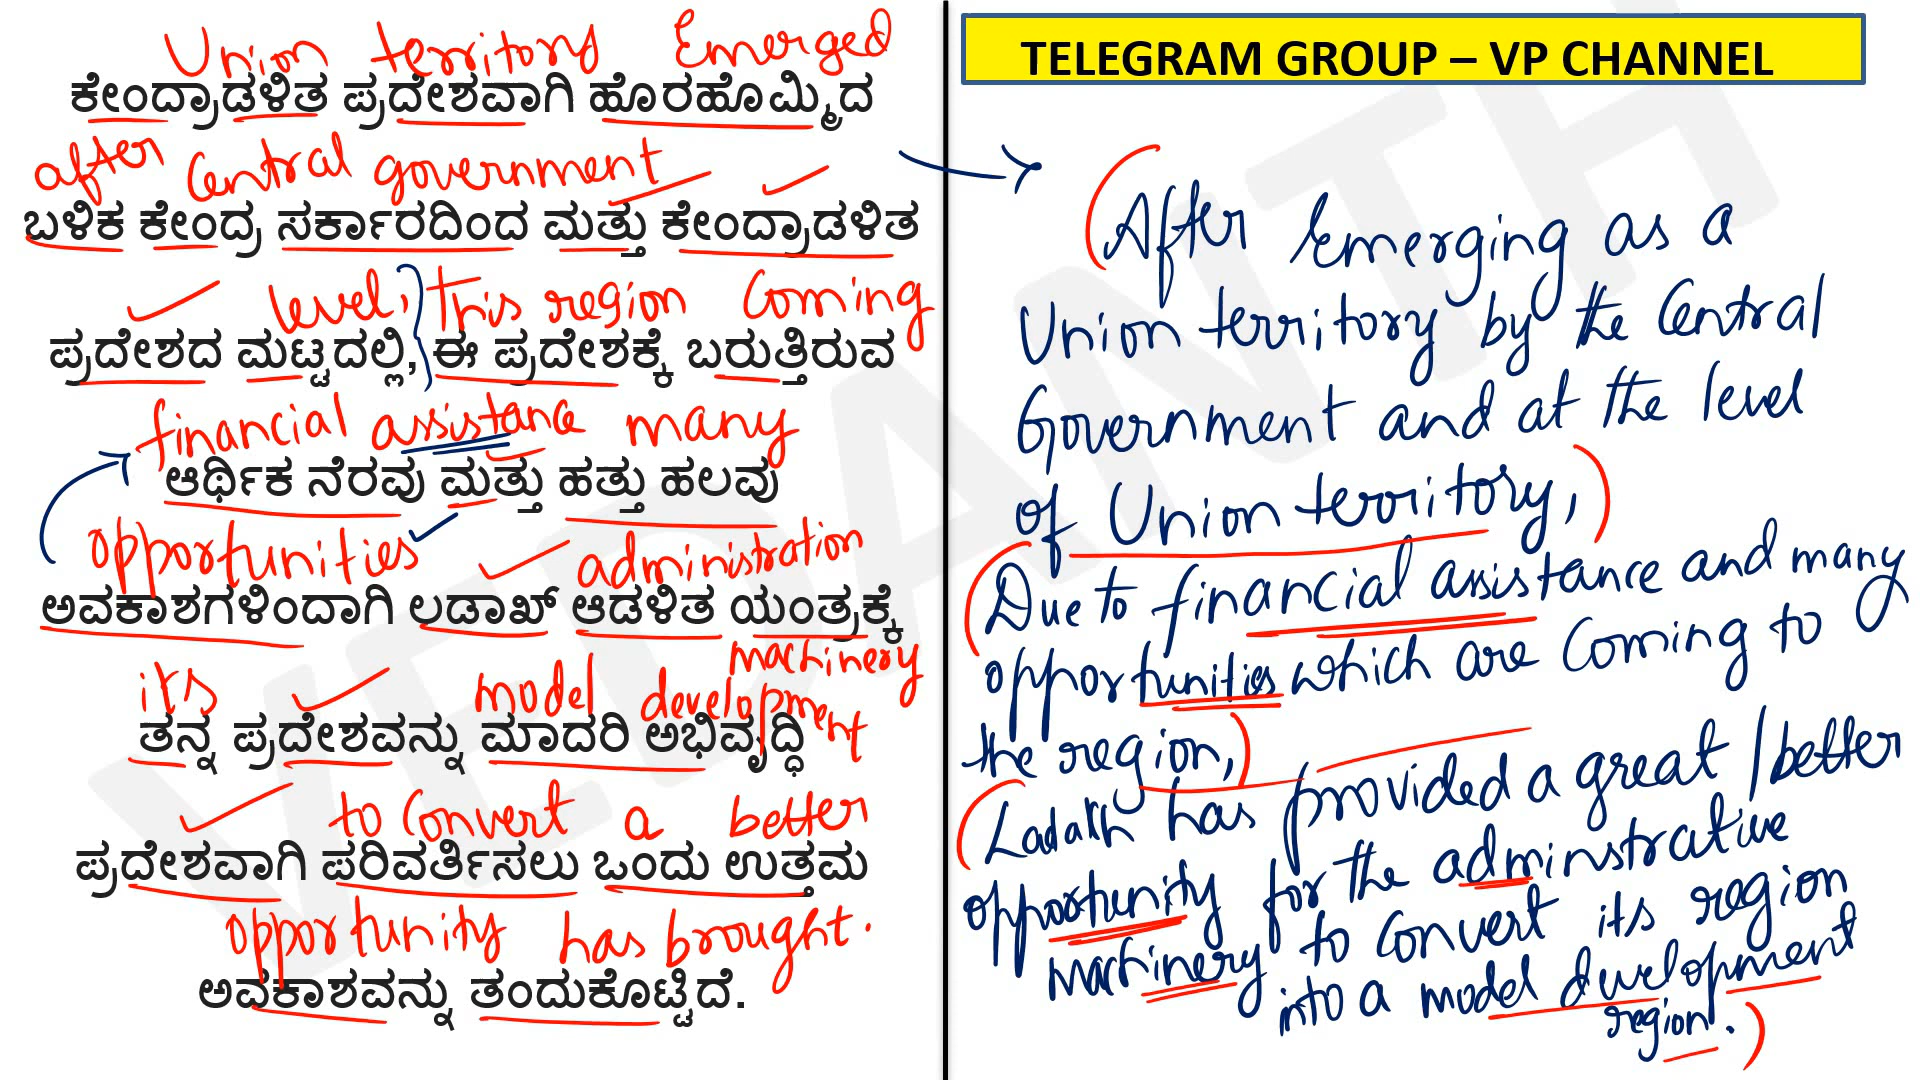 Union territory Emerged
ಕೇಂದ್ರಾಡಳಿತ ಪ್ರದೇಶವಾಗಿ ಹೊರಹೊಮ್ಮಿದ
after Central government
ಬಳಿಕ ಕೇಂದ್ರ ಸರ್ಕಾರದಿಂದ ಮತ್ತು ಕೇಂದ್ರಾಡಳಿತ
level, this region Coming
ಪ್ರದೇಶದ ಮಟ್ಟದಲ್ಲಿ, ಈ ಪ್ರದೇಶಕ್ಕೆ ಬರುತ್ತಿರುವ
financial assistance many
ಆರ್ಥಿಕ ನೆರವು ಮತ್ತು ಹತ್ತು ಹಲವು
opportunities administration
ಅವಕಾಶಗಳಿಂದಾಗಿ ಲಡಾಖ್ ಆಡಳಿತ ಯಂತ್ರಕ್ಕೆ
machinery
its model development
ತನ್ನ ಪ್ರದೇಶವನ್ನು ಮಾದರಿ ಅಭಿವೃದ್ಧಿ
to Convert a better
ಪ್ರದೇಶವಾಗಿ ಪರಿವರ್ತಿಸಲು ಒಂದು ಉತ್ತಮ
opportunity has brought.
ಅವಕಾಶವನ್ನು ತಂದುಕೊಟ್ಟಿದೆ.
TELEGRAM GROUP – VP CHANNEL
(After Emerging as a
Union territory by the Central
Government and at the level
of Union territory,)
(Due to financial assistance and many
opportunities which are Coming to
the region,)
(Ladakh has provided a great/better
opportunity for the adminstrative
machinery to Convert its region
into a model development
region.)
VEDANTH